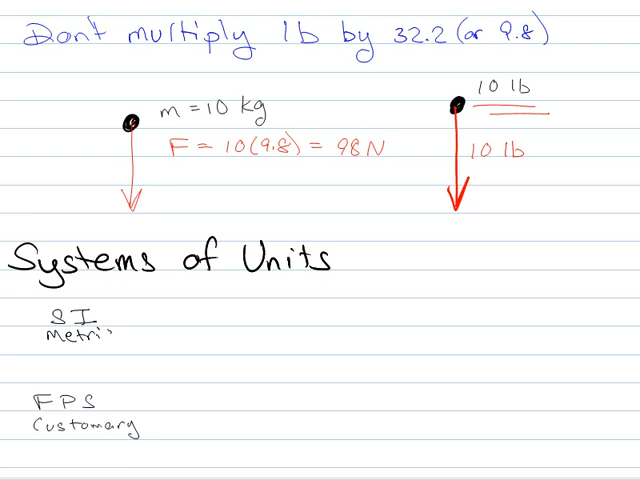 Don't multiply lb by 32.2 (or 9.8)
m = 10 kg
F = 10(9.8) = 98 N
10 lb
10 lb
Systems of Units
SI
Metri
FPS
Customary